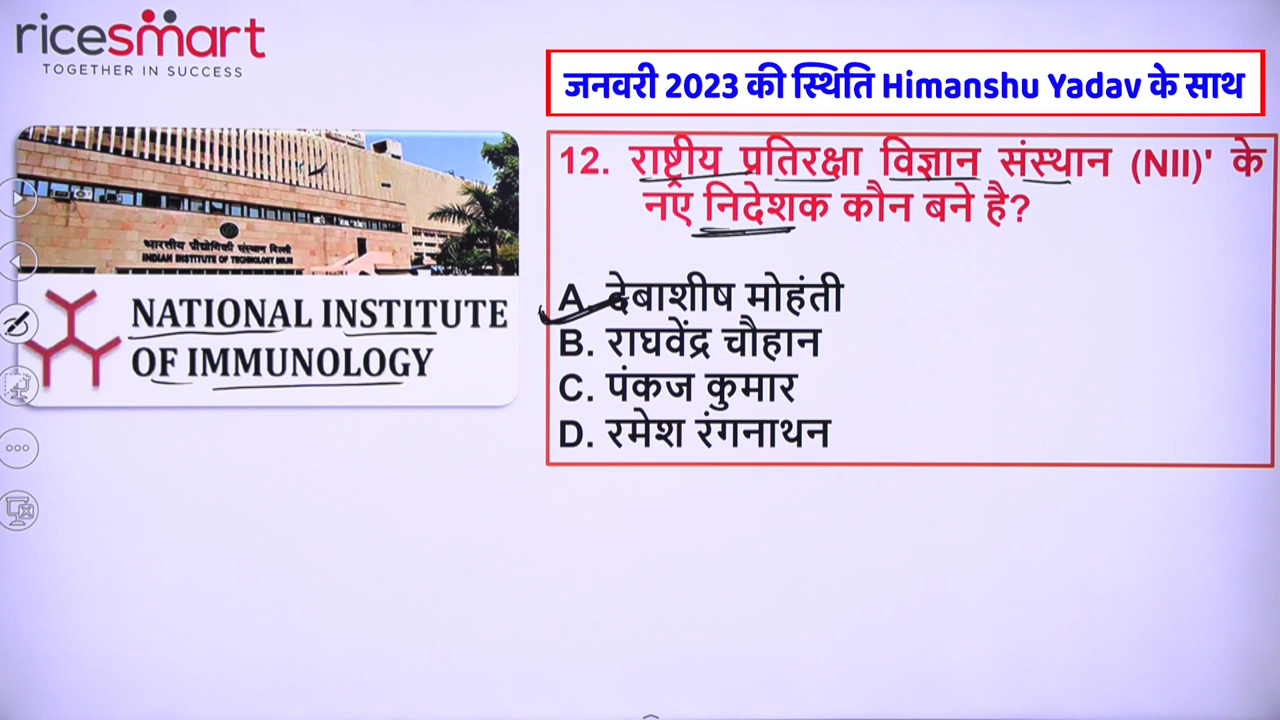 ricesmart
TOGETHER IN SUCCESS
जनवरी 2023 की स्थिति Himanshu Yadav के साथ
भारतीय प्रौद्योगिकी संस्थान दिल्ली
INDIAN INSTITUTE OF TECHNOLOGY DELHI
NATIONAL INSTITUTE
OF IMMUNOLOGY
12. राष्ट्रीय प्रतिरक्षा विज्ञान संस्थान (NII)' के
नए निदेशक कौन बने है?
A. देबाशीष मोहंती
B. राघवेंद्र चौहान
C. पंकज कुमार
D. रमेश रंगनाथन